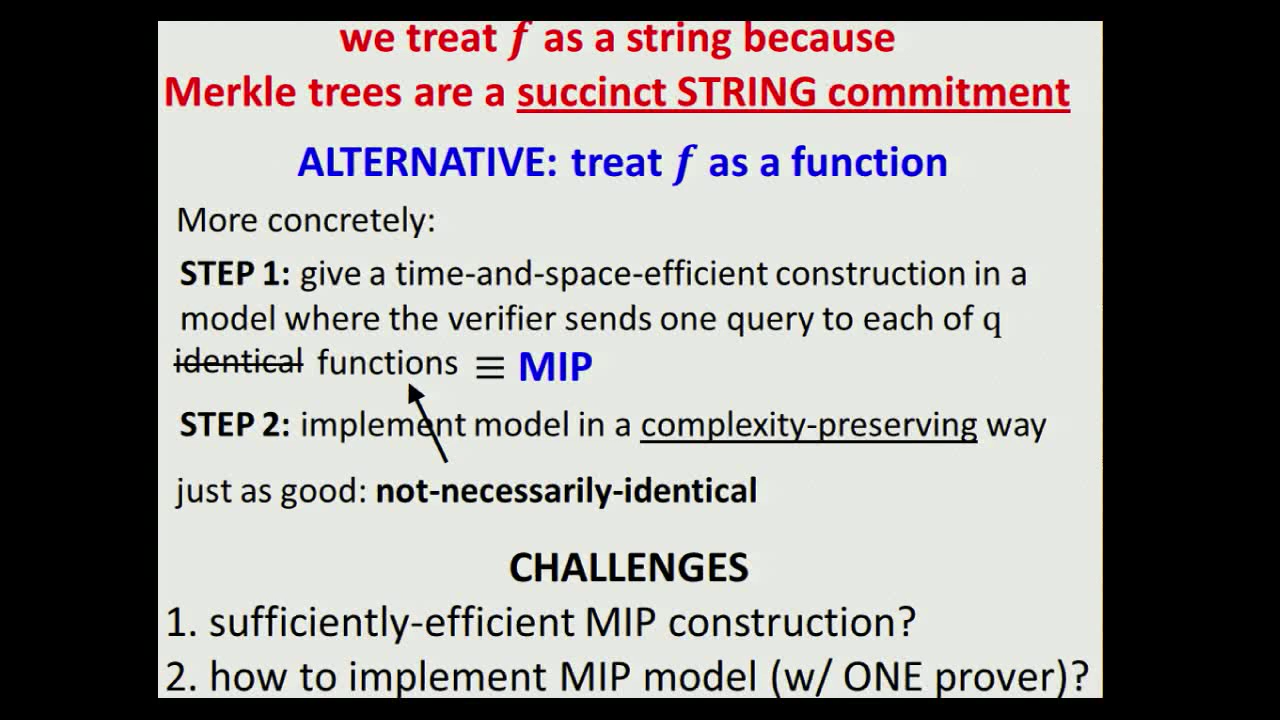 we treat f as a string because
Merkle trees are a succinct STRING commitment
ALTERNATIVE: treat f as a function
More concretely:
STEP 1: give a time-and-space-efficient construction in a
model where the verifier sends one query to each of q
identical functions ≡ MIP
STEP 2: implement model in a complexity-preserving way
just as good: not-necessarily-identical
CHALLENGES
1. sufficiently-efficient MIP construction?
2. how to implement MIP model (w/ ONE prover)?